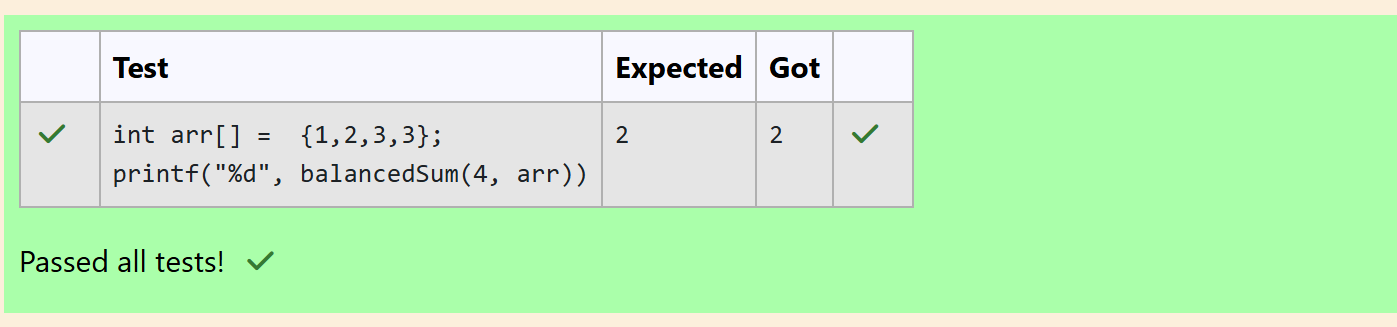 Test Expected Got
int arr[] =  {1,2,3,3}; 2 2
printf("%d", balancedSum(4, arr))
Passed all tests!